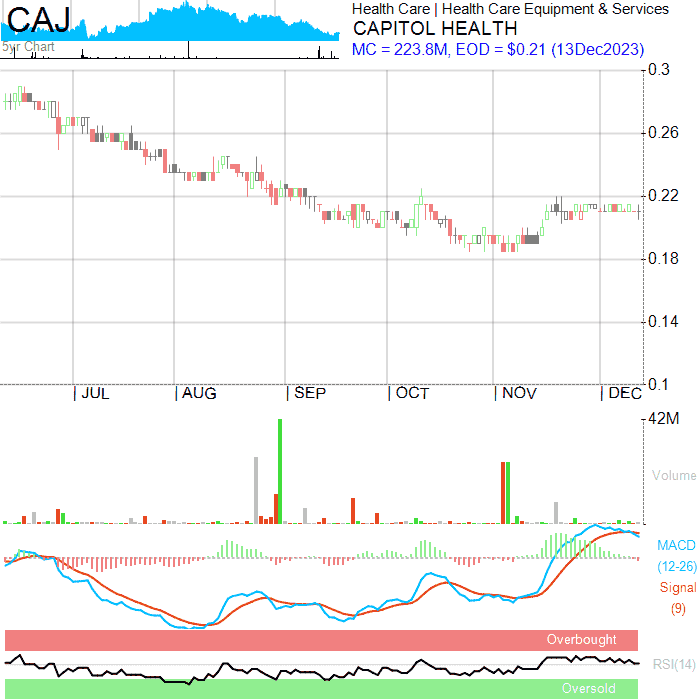 CAJ
5yr Chart
Health Care | Health Care Equipment & Services
CAPITOL HEALTH
MC = 223.8M, EOD = $0.21 (13Dec2023)
0.3
0.26
0.22
0.18
0.14
0.1
| JUL | AUG | SEP | OCT | NOV | DEC
42M
Volume
MACD
(12-26)
Signal
(9)
Overbought
RSI(14)
Oversold